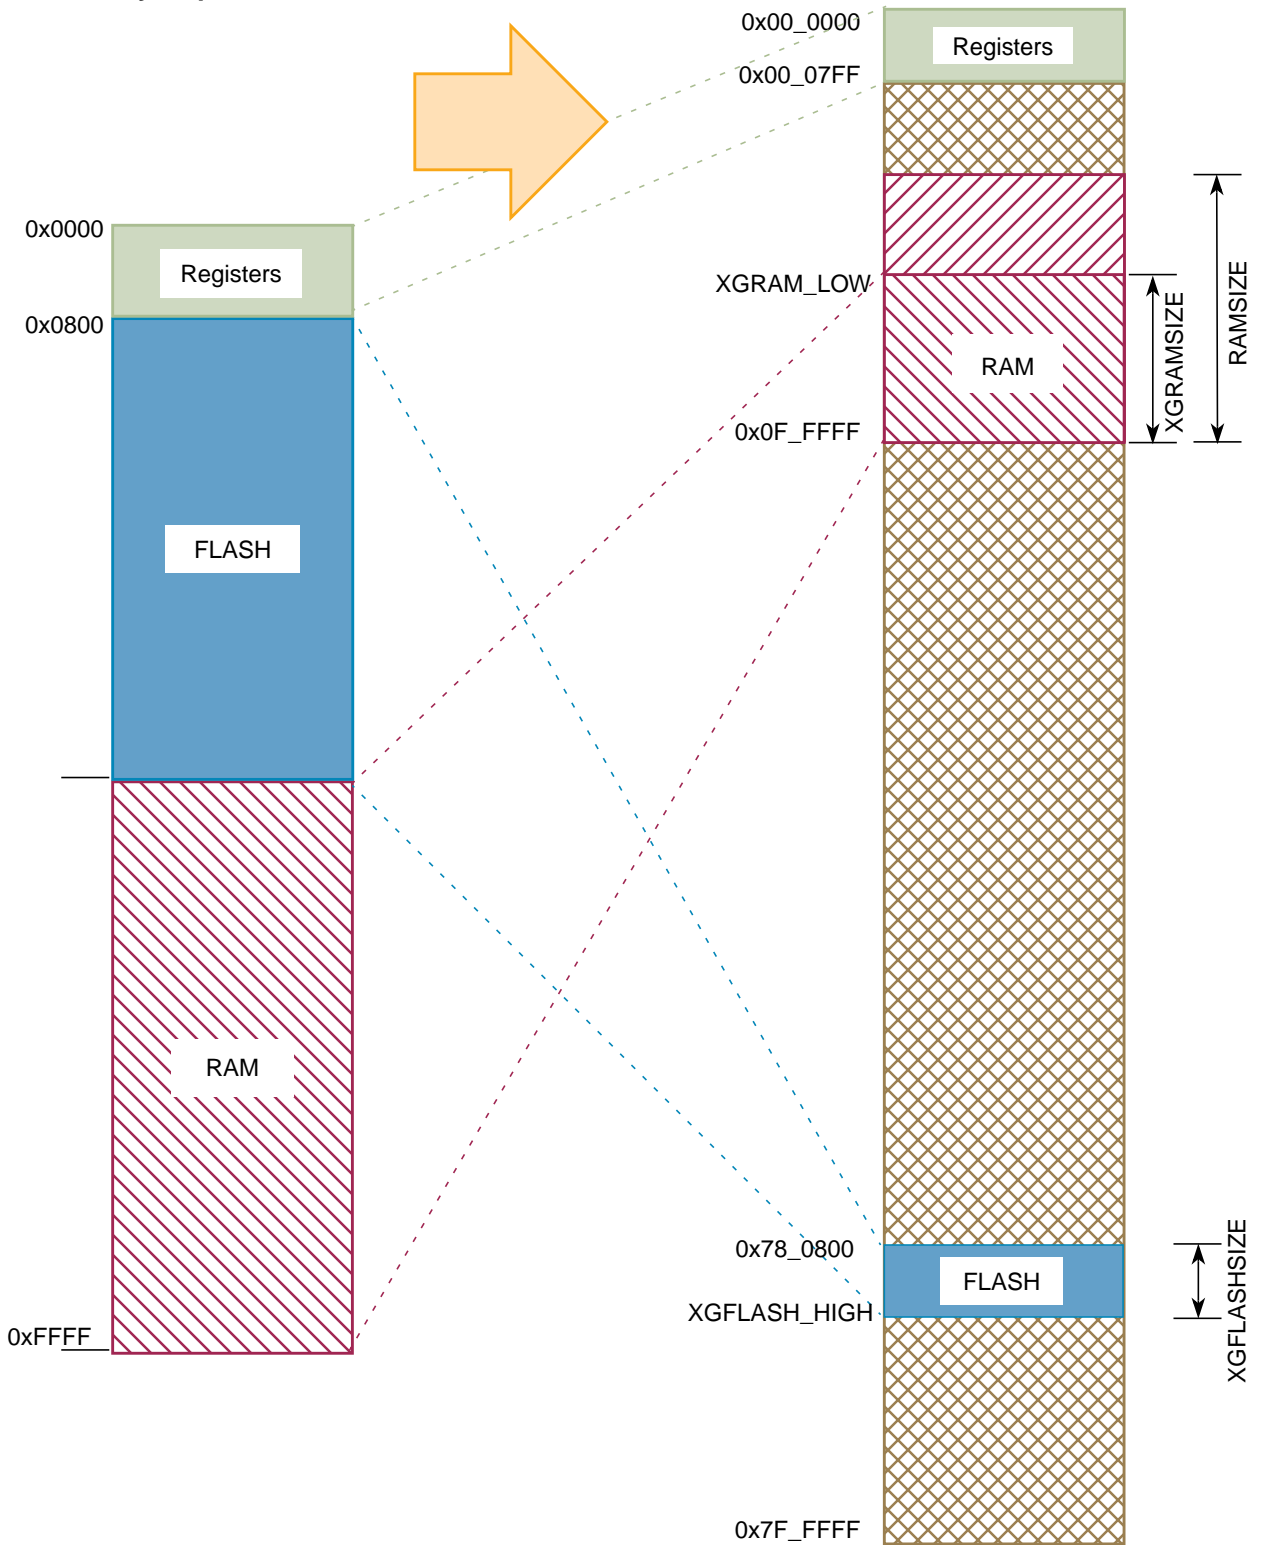 0x00_0000
Registers
0x00_07FF
0x0000
Registers
0x0800
XGRAM_LOW
RAM
XGRAMSIZE
RAMSIZE
0x0F_FFFF
FLASH
RAM
0x78_0800
FLASH
XGFLASH_HIGH
XGFLASHSIZE
0xFFFF
0x7F_FFFF